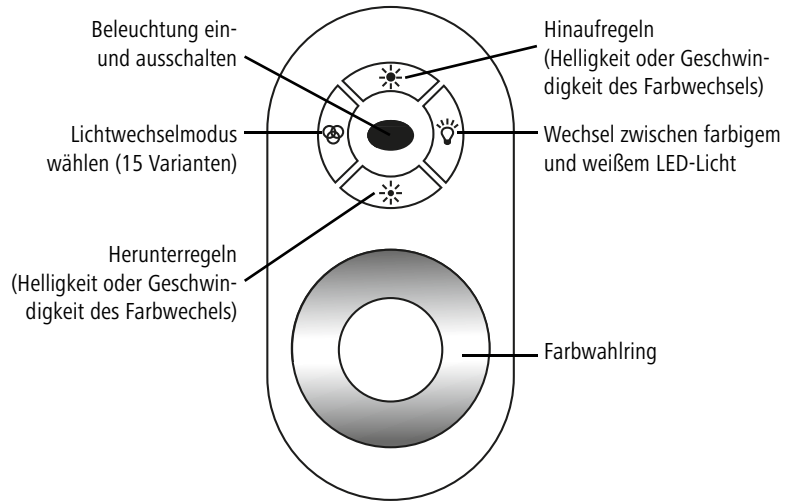 Beleuchtung ein-
und ausschalten
Hinaufregeln
(Helligkeit oder Geschwin-
digkeit des Farbwechsels)
Lichtwechselmodus
wählen (15 Varianten)
Wechsel zwischen farbigem
und weißem LED-Licht
Herunterregeln
(Helligkeit oder Geschwin-
digkeit des Farbwechels)
Farbwahlring